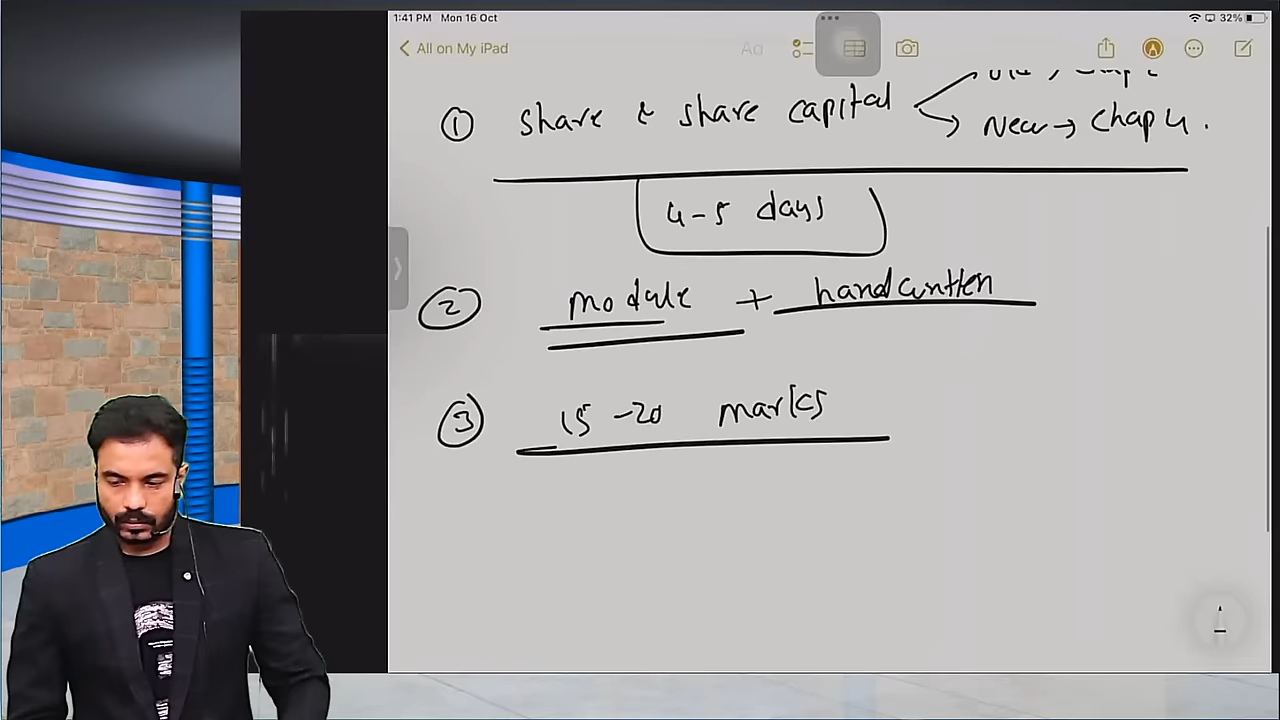 1:41 PM Mon 16 Oct 32%
All on My iPad Aa
① Share & Share capital
New → Chap 4.
4-5 days
② module + handwritten
③ 15-20 marks